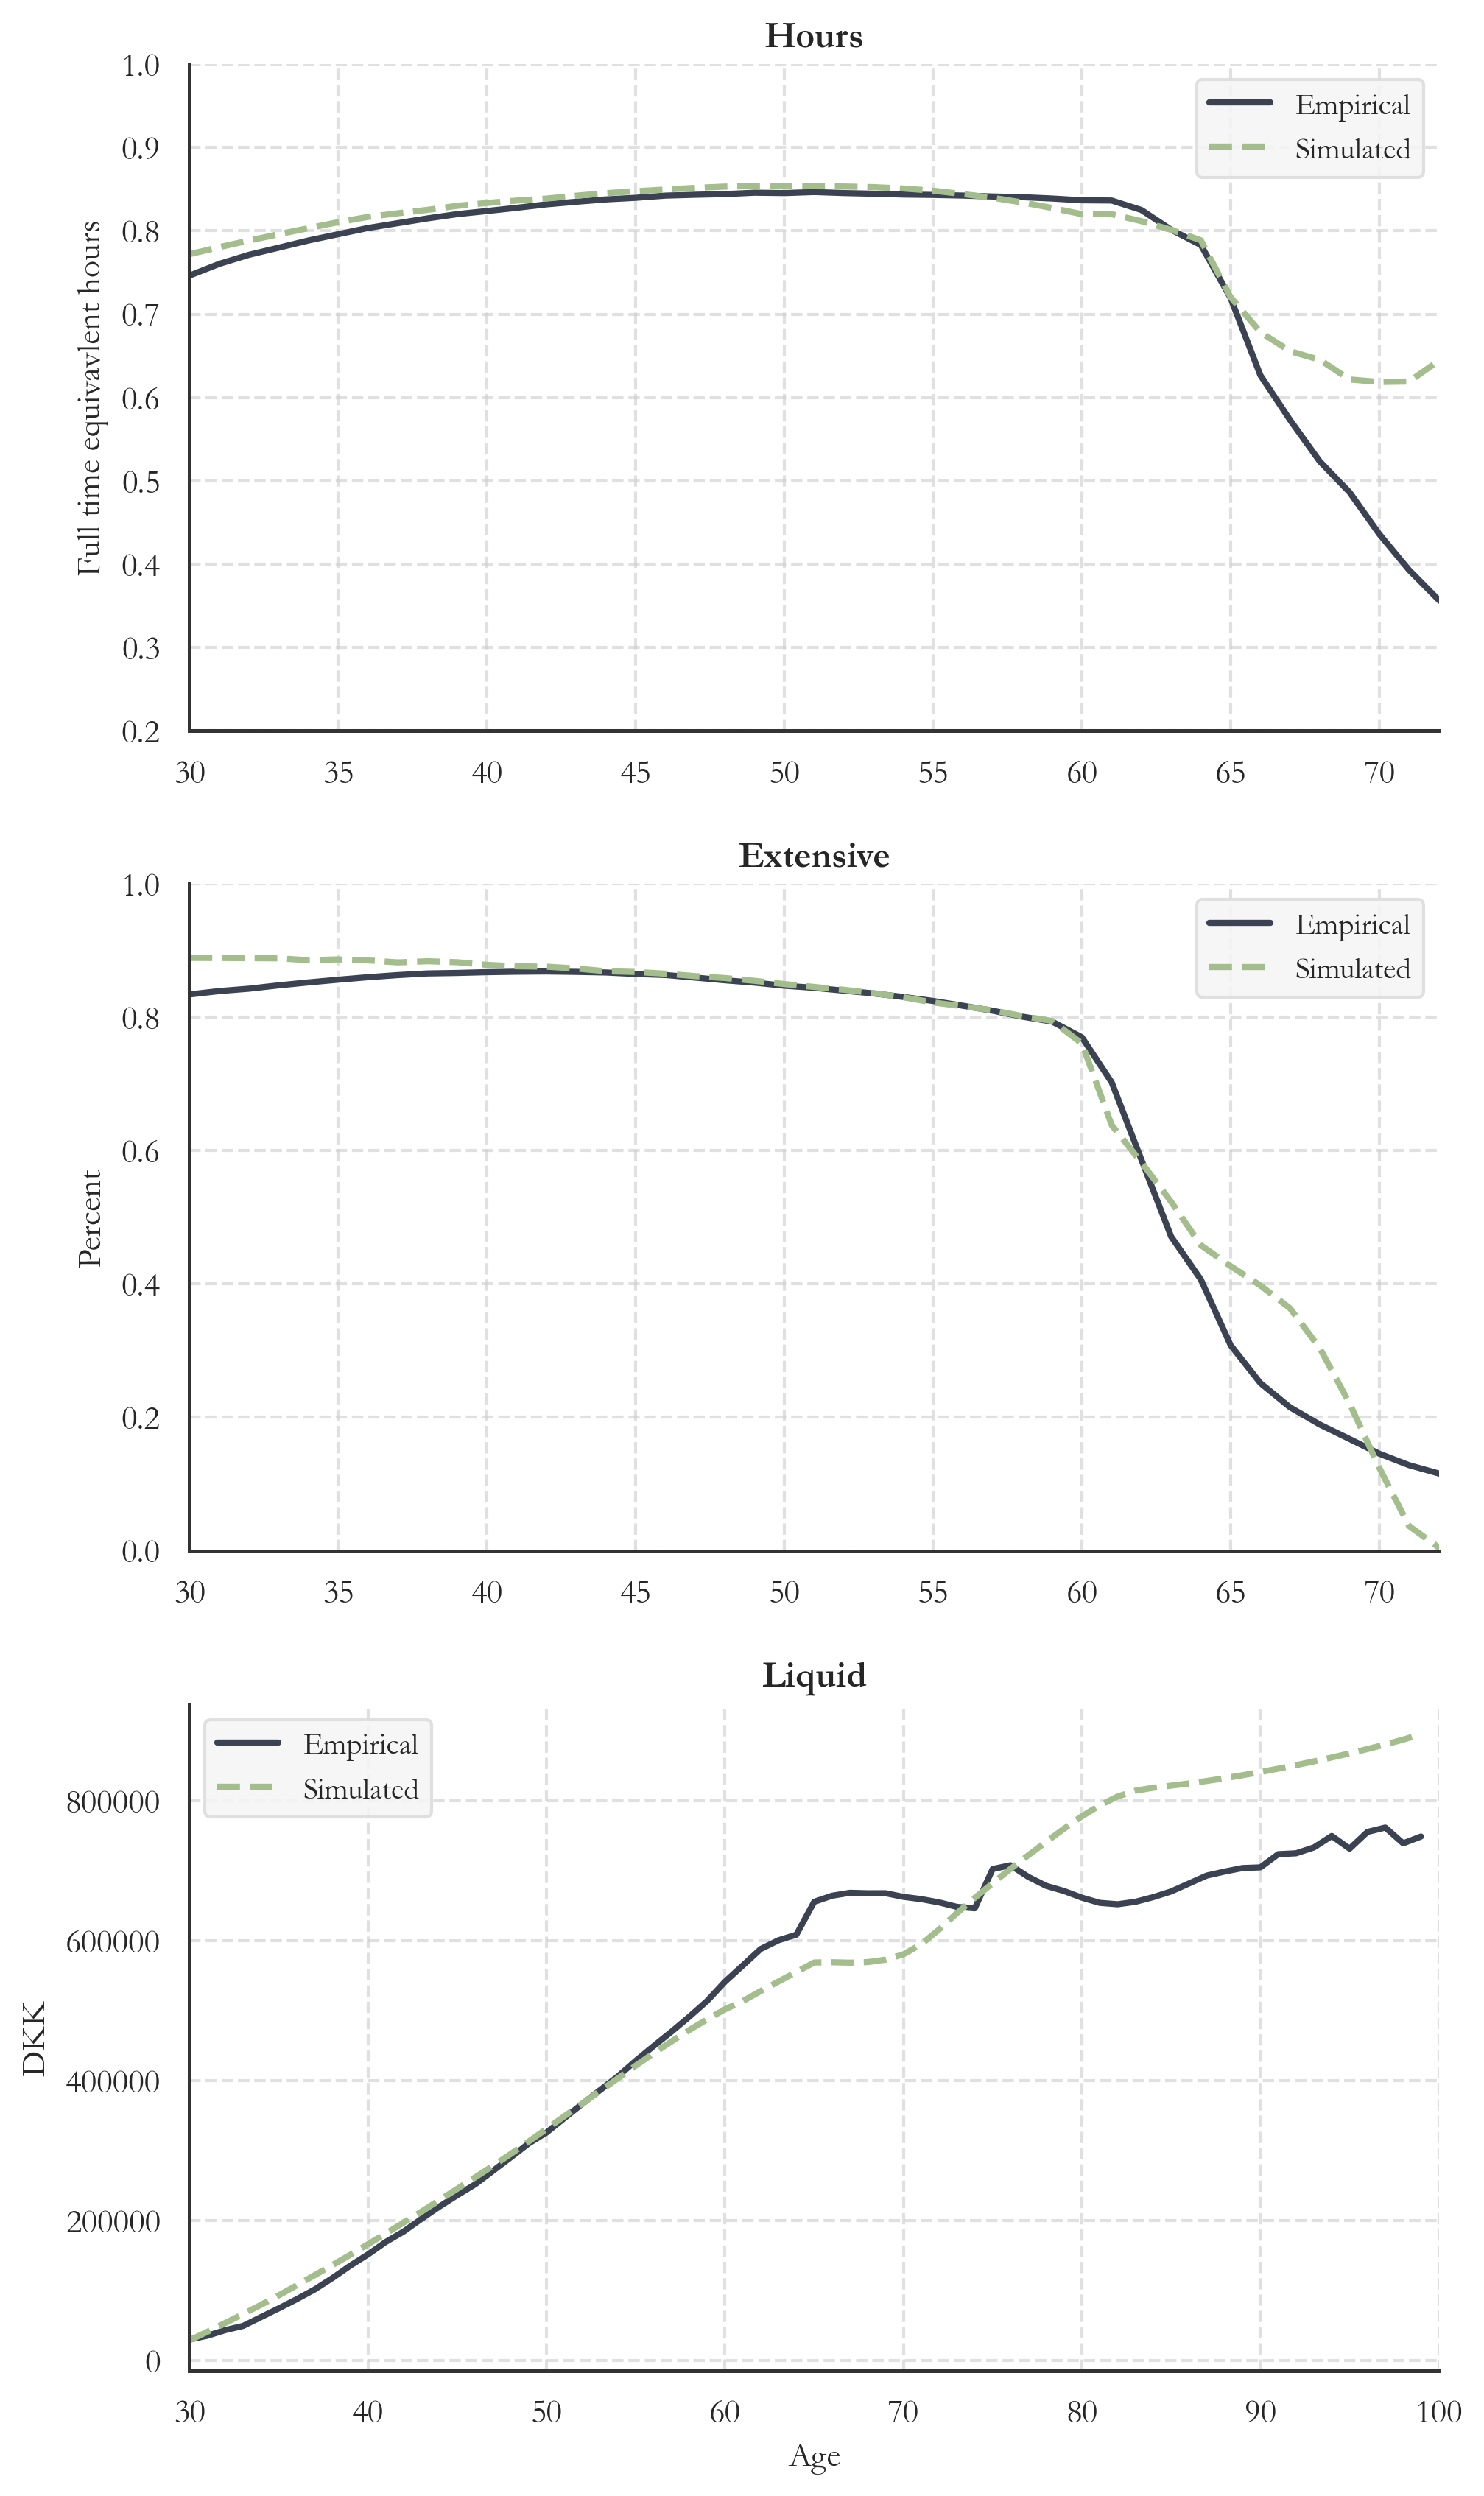 Hours
1.0
Empirical
0.9
Simulated
0.8
0.7
Full time equivavlent hours
0.6
0.5
0.4
0.3
0.2
30 35 40 45 50 55 60 65 70
Extensive
1.0
Empirical
Simulated
0.8
0.6
Percent
0.4
0.2
0.0
30 35 40 45 50 55 60 65 70
Liquid
Empirical
Simulated
800000
600000
DKK
400000
200000
0
30 40 50 60 70 80 90 100
Age